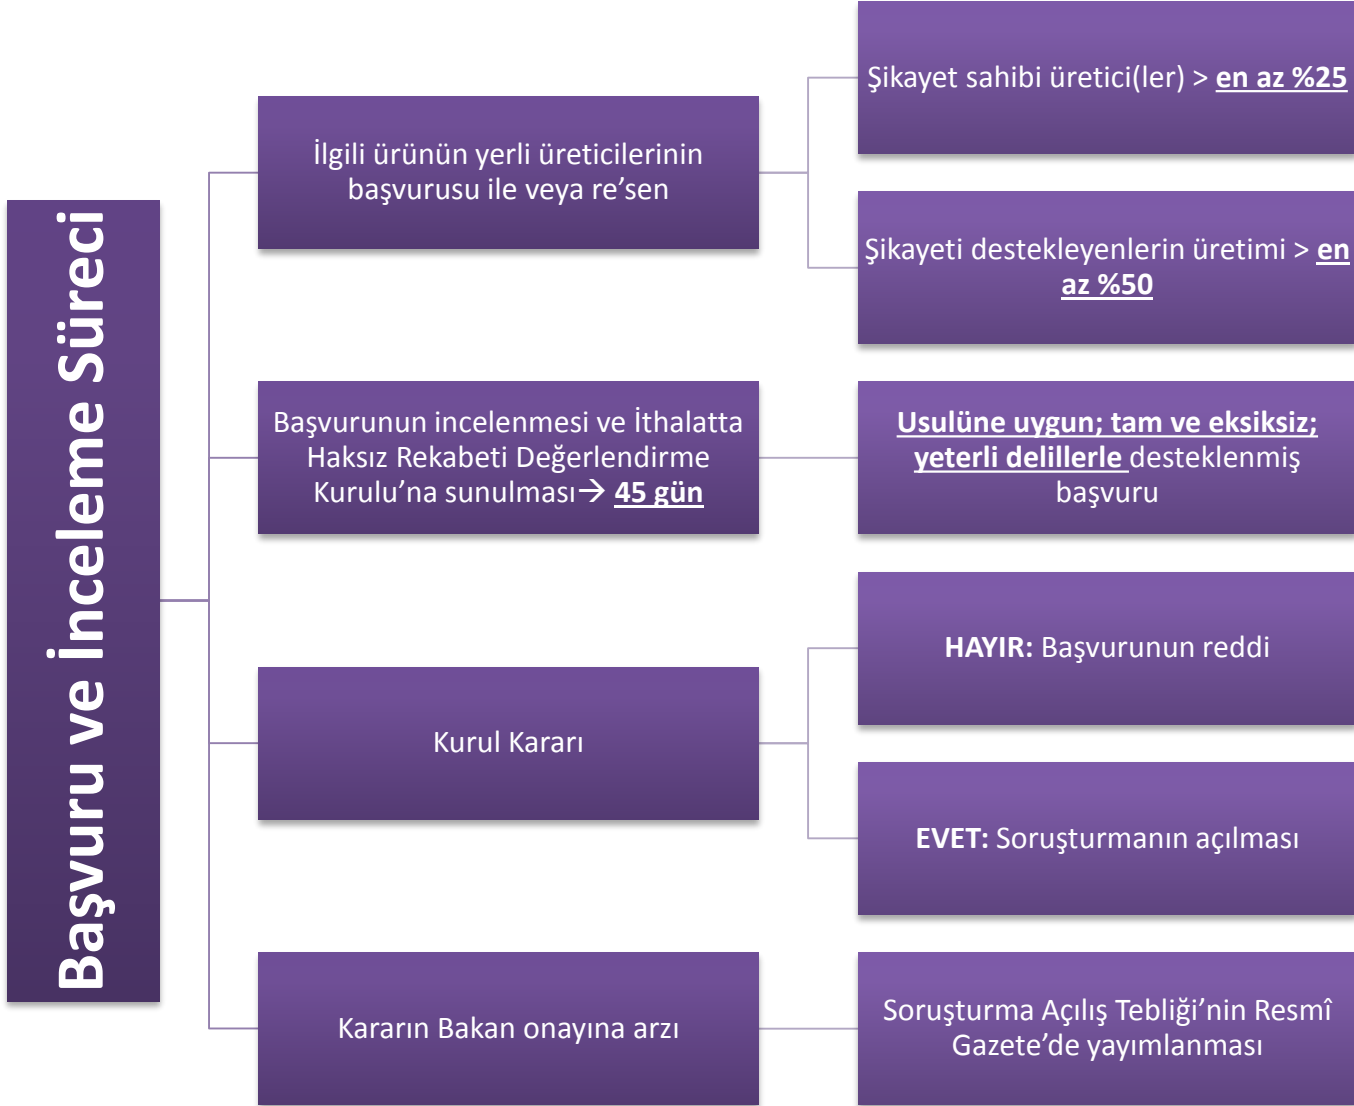 Başvuru ve İnceleme Süreci
İlgili ürünün yerli üreticilerinin
başvurusu ile veya re’sen
Şikayet sahibi üretici(ler) > en az %25
Şikayeti destekleyenlerin üretimi > en
az %50
Başvurunun incelenmesi ve İthalatta
Haksız Rekabeti Değerlendirme
Kurulu’na sunulması→ 45 gün
Usulüne uygun; tam ve eksiksiz;
yeterli delillerle desteklenmiş
başvuru
Kurul Kararı
HAYIR: Başvurunun reddi
EVET: Soruşturmanın açılması
Kararın Bakan onayına arzı
Soruşturma Açılış Tebliği’nin Resmî
Gazete’de yayımlanması